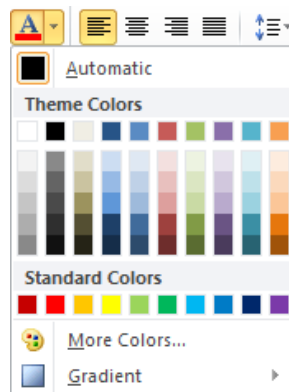 A
Automatic
Theme Colors
Standard Colors
More Colors...
Gradient